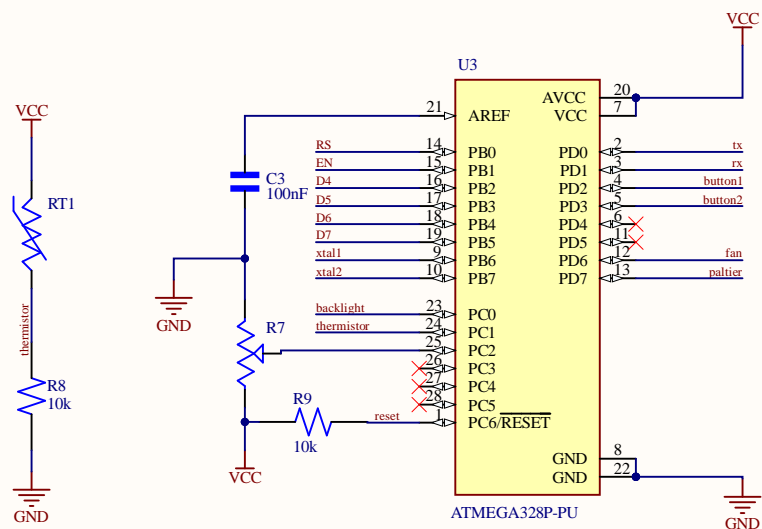 VCC
U3
20
AVCC
7
VCC
21
AREF
VCC
RS
14
PB0
PD0
2
tx
EN
15
PB1
PD1
3
rx
C3
100nF
D4
16
PB2
PD2
4
button1
D5
17
PB3
PD3
5
button2
RT1
D6
18
PB4
PD4
6
D7
19
PB5
PD5
11
xtal1
9
PB6
PD6
12
fan
xtal2
10
PB7
PD7
13
paltier
GND
backlight
23
PC0
R7
thermistor
24
PC1
thermistor
25
PC2
26
PC3
27
PC4
28
PC5
R8
10k
R9
10k
reset
1
PC6/RESET
VCC
GND
8
GND
22
GND
ATMEGA328P-PU
GND